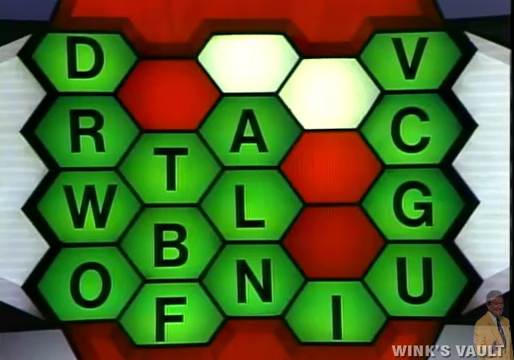 D V
R A C
T
W L G
B
O N U
F I
WINK'S VAULT